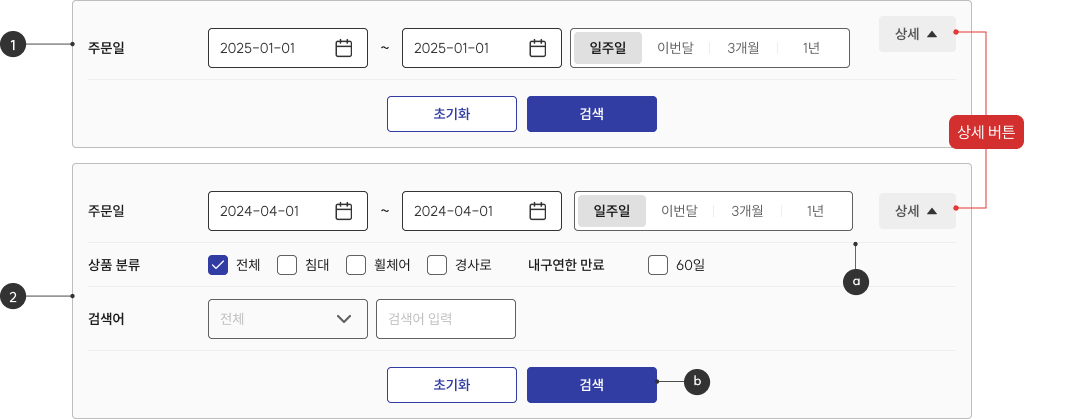 1
주문일 2025-01-01 ~ 2025-01-01 일주일 이번달 3개월 1년 상세
초기화 검색
상세 버튼
주문일 2024-04-01 ~ 2024-04-01 일주일 이번달 3개월 1년 상세
상품 분류 전체 침대 휠체어 경사로 내구연한 만료 60일
a
2
검색어 전체 검색어 입력
초기화 검색 b